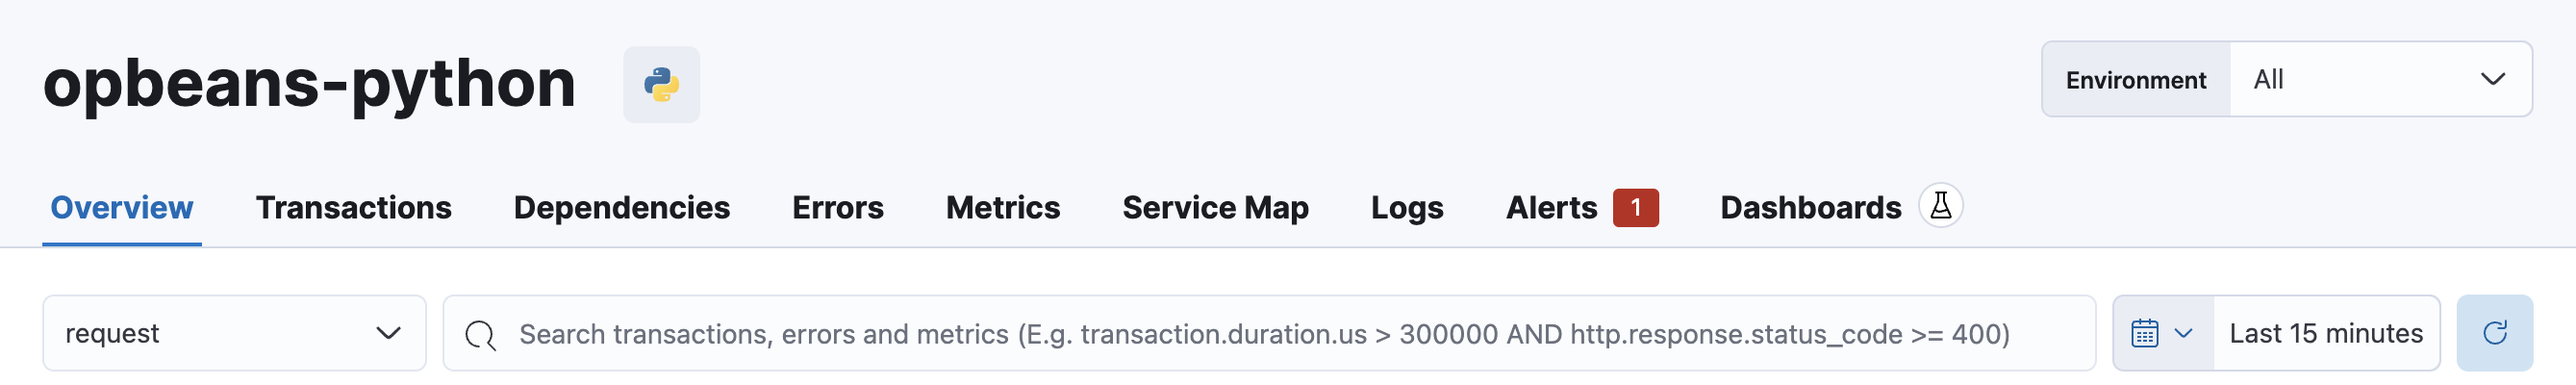 opbeans-python
Environment All
Overview Transactions Dependencies Errors Metrics Service Map Logs Alerts 1 Dashboards
request Search transactions, errors and metrics (E.g. transaction.duration.us > 300000 AND http.response.status_code >= 400) Last 15 minutes